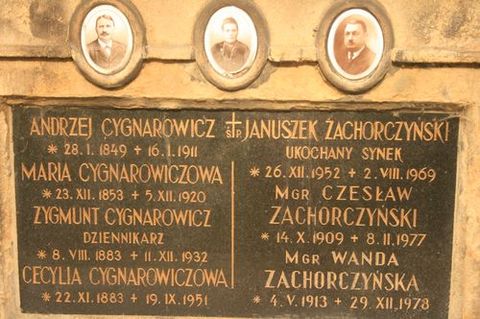 ANDRZEJ CYGNAROWICZ
* 28. I. 1849 + 16. I. 1911
MARIA CYGNAROWICZOWA
* 23. XII. 1853 + 5. XII. 1920
ZYGMUNT CYGNAROWICZ
DZIENNIKARZ
* 8. VIII. 1883 + 11. XII. 1932
CECYLIA CYGNAROWICZOWA
* 22. XI. 1883 + 19. IX. 1951
Ś P. JANUSZEK ZACHORCZYŃSKI
UKOCHANY SYNEK
* 26. XII. 1952 + 2. VIII. 1969
MGR CZESŁAW
ZACHORCZYŃSKI
* 14. X. 1909 + 8. II. 1977
MGR WANDA
ZACHORCZYŃSKA
* 4. V. 1913 + 29. XII. 1978